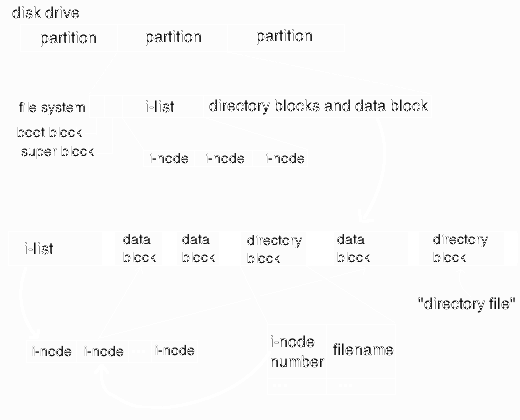 disk drive
partition partition partition
file system i-list directory blocks and data block
boot block
super block
i-node i-node i-node
i-list data block data block directory block data block directory block
"directory file"
i-node i-node i-node i-node number filename